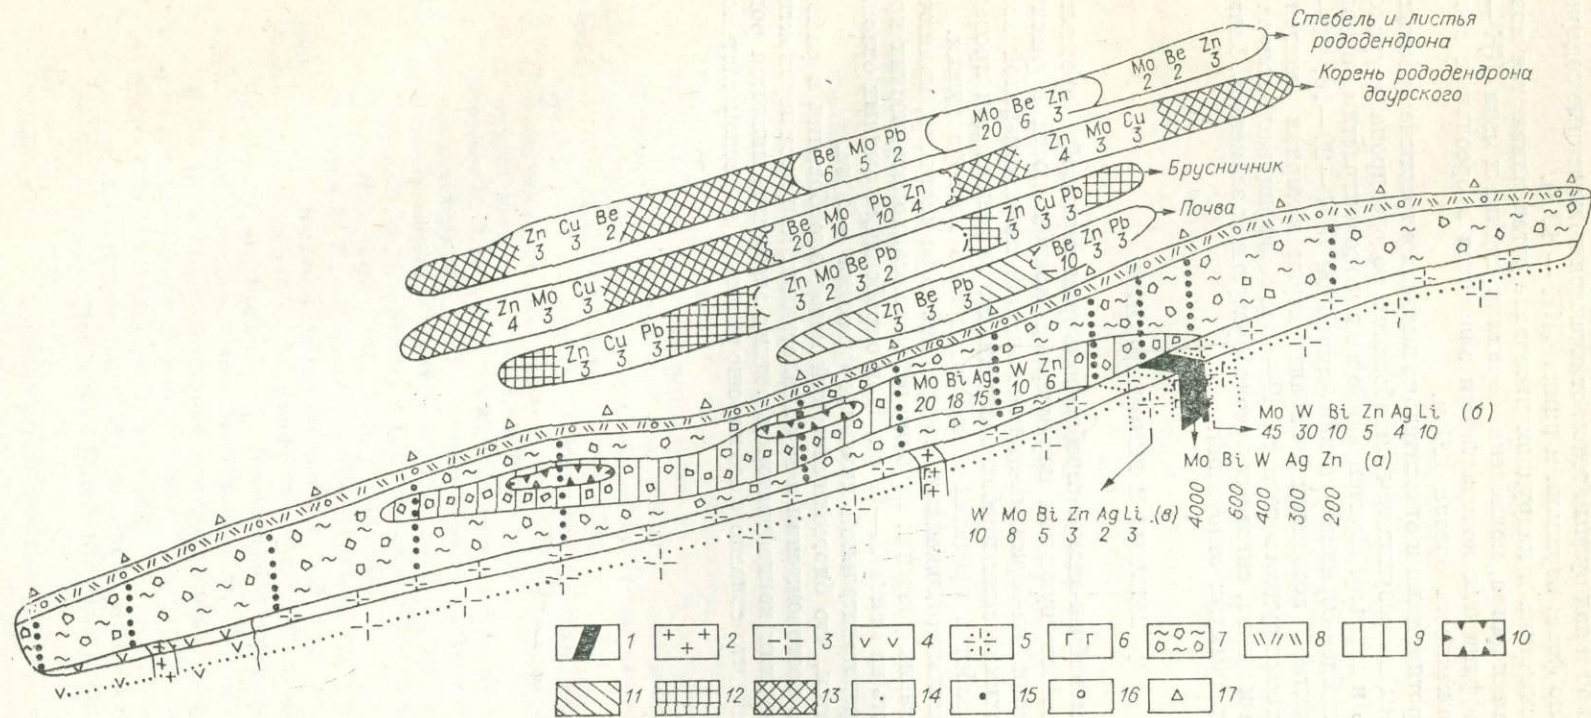 Стебель и листья
рододендрона
Mo Be Zn
2 2 3
Корень рододендрона
даурского
Mo Be Zn
20 6 3
Be Mo Pb
6 5 2
Zn Cu Be
3 3 2
Zn Mo Cu
4 3 3
Be Mo Pb Zn
20 10 10 4
Zn Mo Cu
4 3 3
Брусничник
Zn Cu Pb
3 3 3
Zn Mo Be Pb
3 2 3 2
Zn Cu Pb
3 3 3
Почва
Be Zn Pb
10 3 3
Zn Be Pb
3 3 3
Mo Bi Ag
20 18 15
W Zn
10 6
Mo W Bi Zn Ag Li (б)
45 30 10 5 4 10
Mo Bi W Ag Zn (а)
4000 600 400 300 200
W Mo Bi Zn Ag Li (в)
10 8 5 3 2 3
1 2 3 4 5 6 7 8 9 10
11 12 13 14 15 16 17